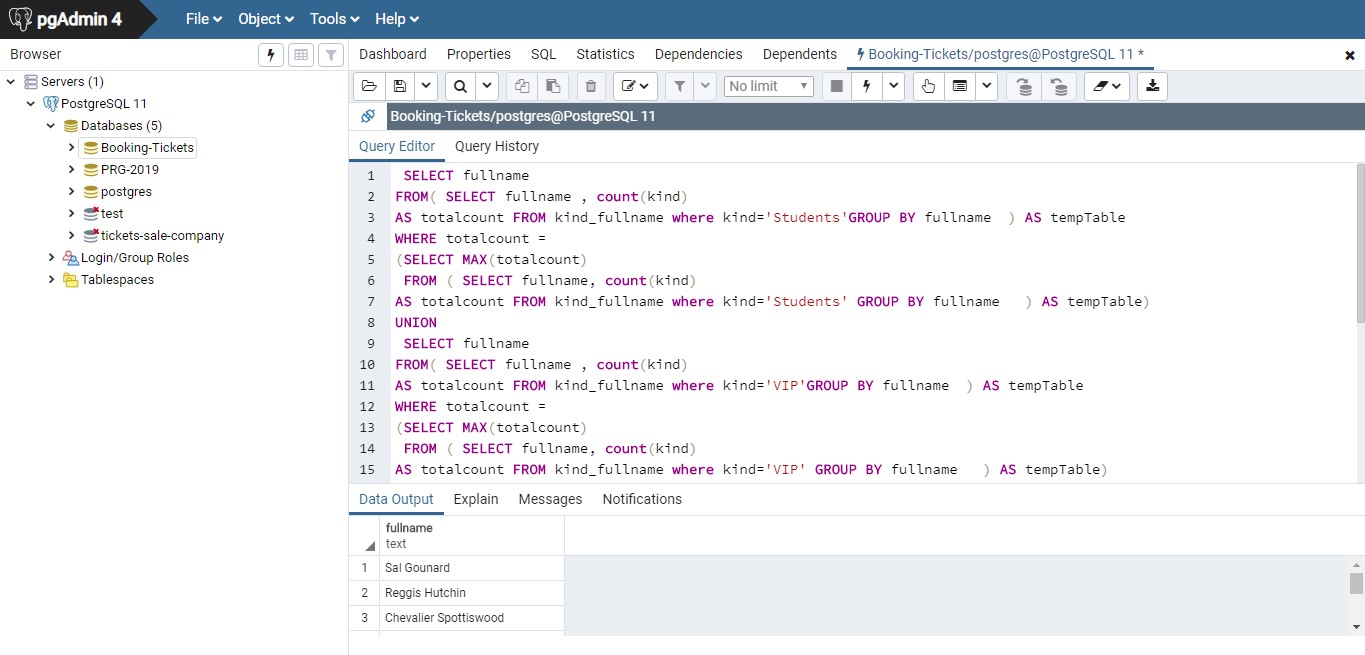 pgAdmin 4 File Object Tools Help
Browser
Dashboard Properties SQL Statistics Dependencies Dependents Booking-Tickets/postgres@PostgreSQL 11 *
Servers (1)
PostgreSQL 11
Databases (5)
Booking-Tickets
PRG-2019
postgres
test
tickets-sale-company
Login/Group Roles
Tablespaces
No limit
Booking-Tickets/postgres@PostgreSQL 11
Query Editor Query History
1 SELECT fullname
2 FROM( SELECT fullname , count(kind)
3 AS totalcount FROM kind_fullname where kind='Students'GROUP BY fullname ) AS tempTable
4 WHERE totalcount =
5 (SELECT MAX(totalcount)
6 FROM ( SELECT fullname, count(kind)
7 AS totalcount FROM kind_fullname where kind='Students' GROUP BY fullname ) AS tempTable)
8 UNION
9 SELECT fullname
10 FROM( SELECT fullname , count(kind)
11 AS totalcount FROM kind_fullname where kind='VIP'GROUP BY fullname ) AS tempTable
12 WHERE totalcount =
13 (SELECT MAX(totalcount)
14 FROM ( SELECT fullname, count(kind)
15 AS totalcount FROM kind_fullname where kind='VIP' GROUP BY fullname ) AS tempTable)
Data Output Explain Messages Notifications
fullname
text
1 Sal Gounard
2 Reggis Hutchin
3 Chevalier Spottiswood